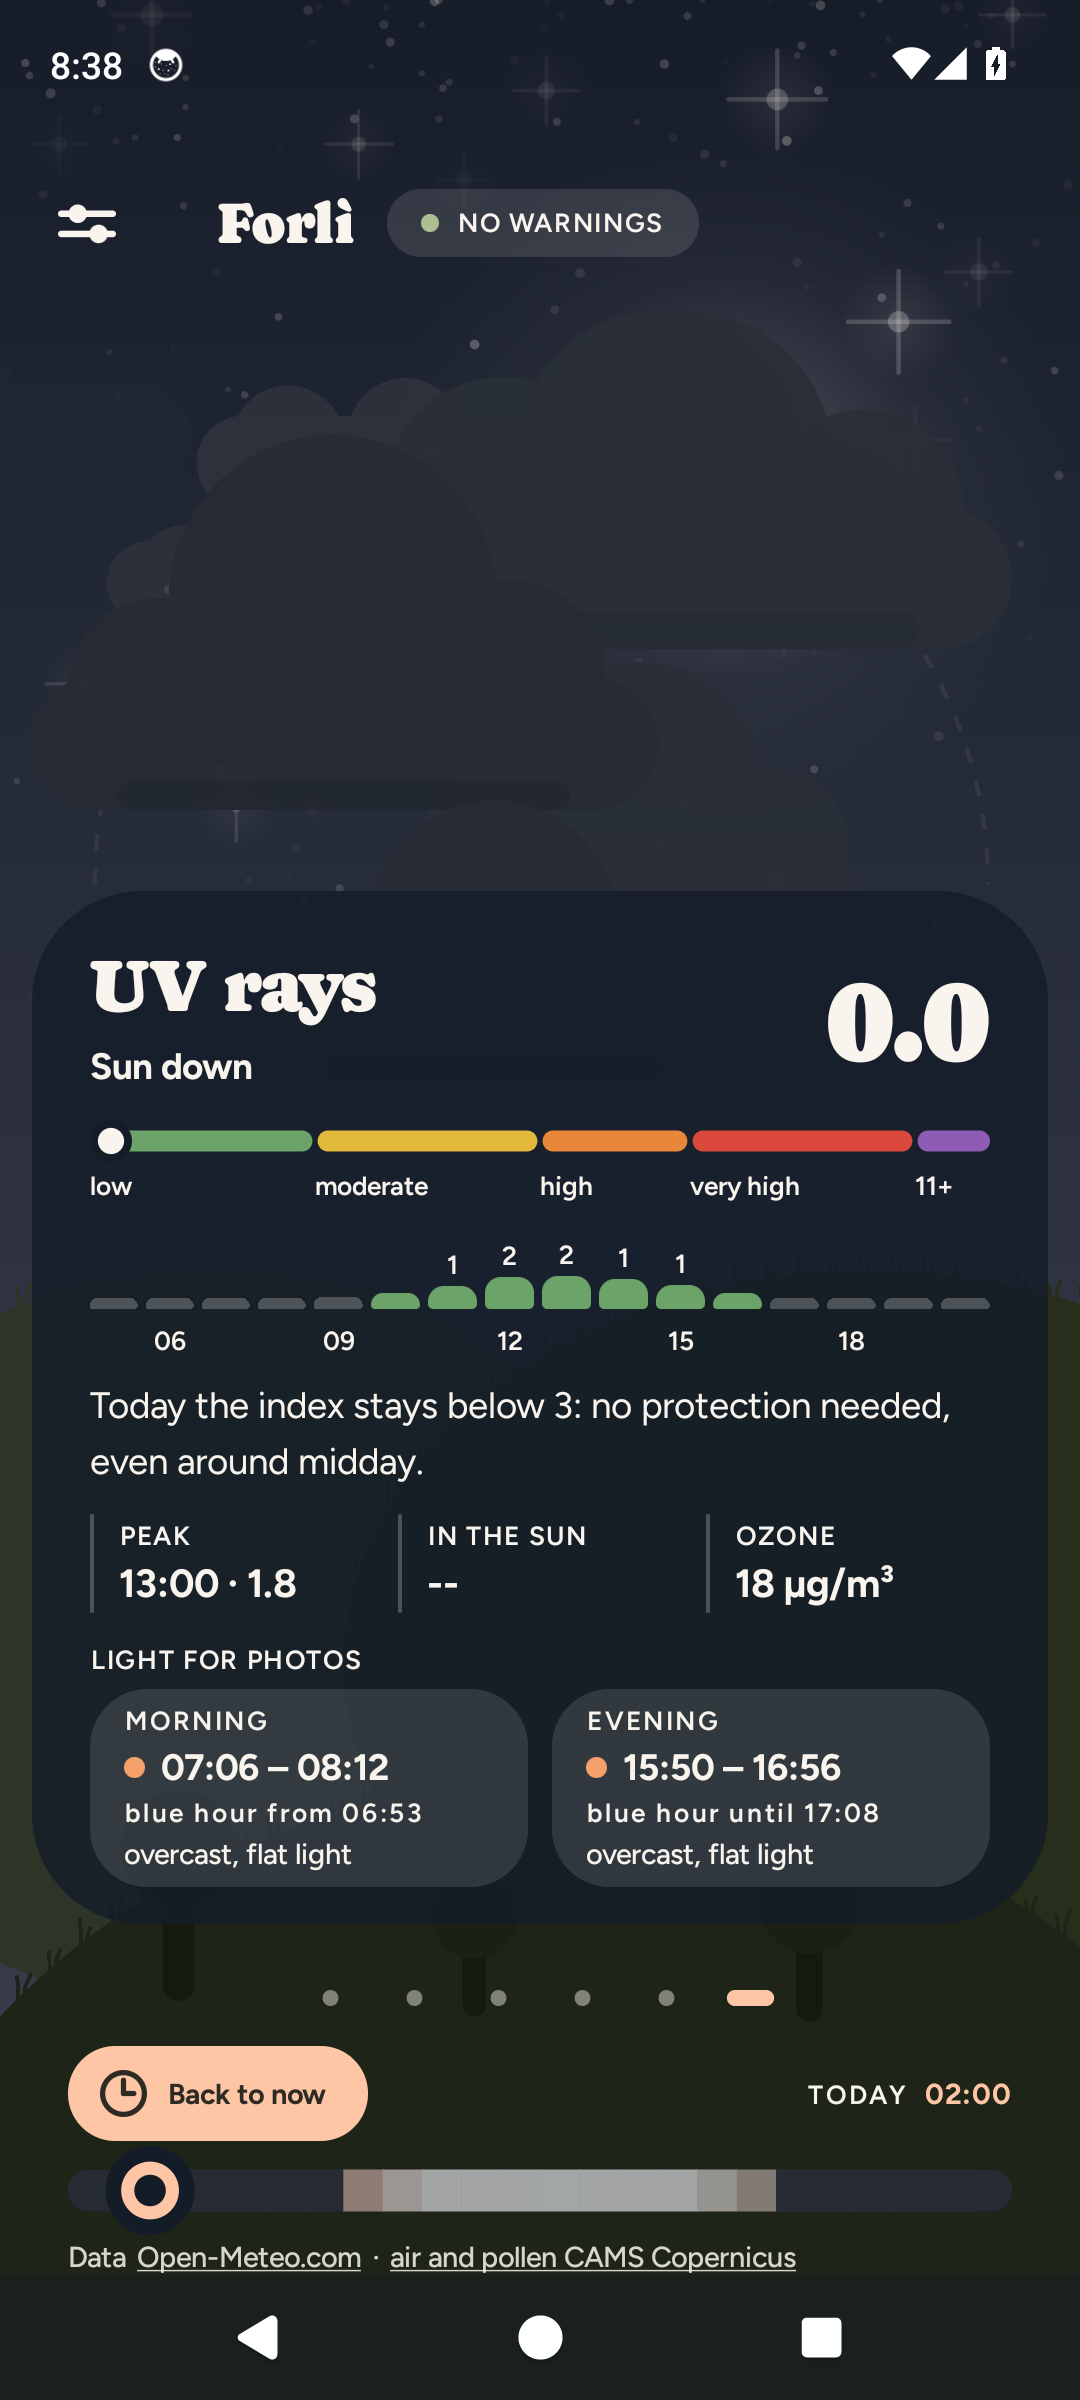 8:38
Forlì
NO WARNINGS
UV rays
0.0
Sun down
low moderate high very high 11+
1 2 2 1 1
06 09 12 15 18
Today the index stays below 3: no protection needed,
even around midday.
PEAK IN THE SUN OZONE
13:00 · 1.8 -- 18 µg/m³
LIGHT FOR PHOTOS
MORNING
07:06 – 08:12
blue hour from 06:53
overcast, flat light
EVENING
15:50 – 16:56
blue hour until 17:08
overcast, flat light
Back to now
TODAY 02:00
Data Open-Meteo.com · air and pollen CAMS Copernicus